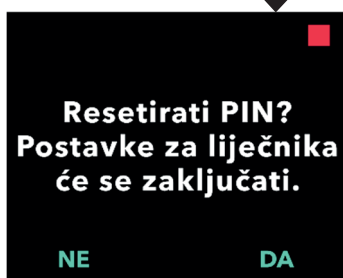 Resetirati PIN?
Postavke za liječnika
će se zaključati.
NE DA